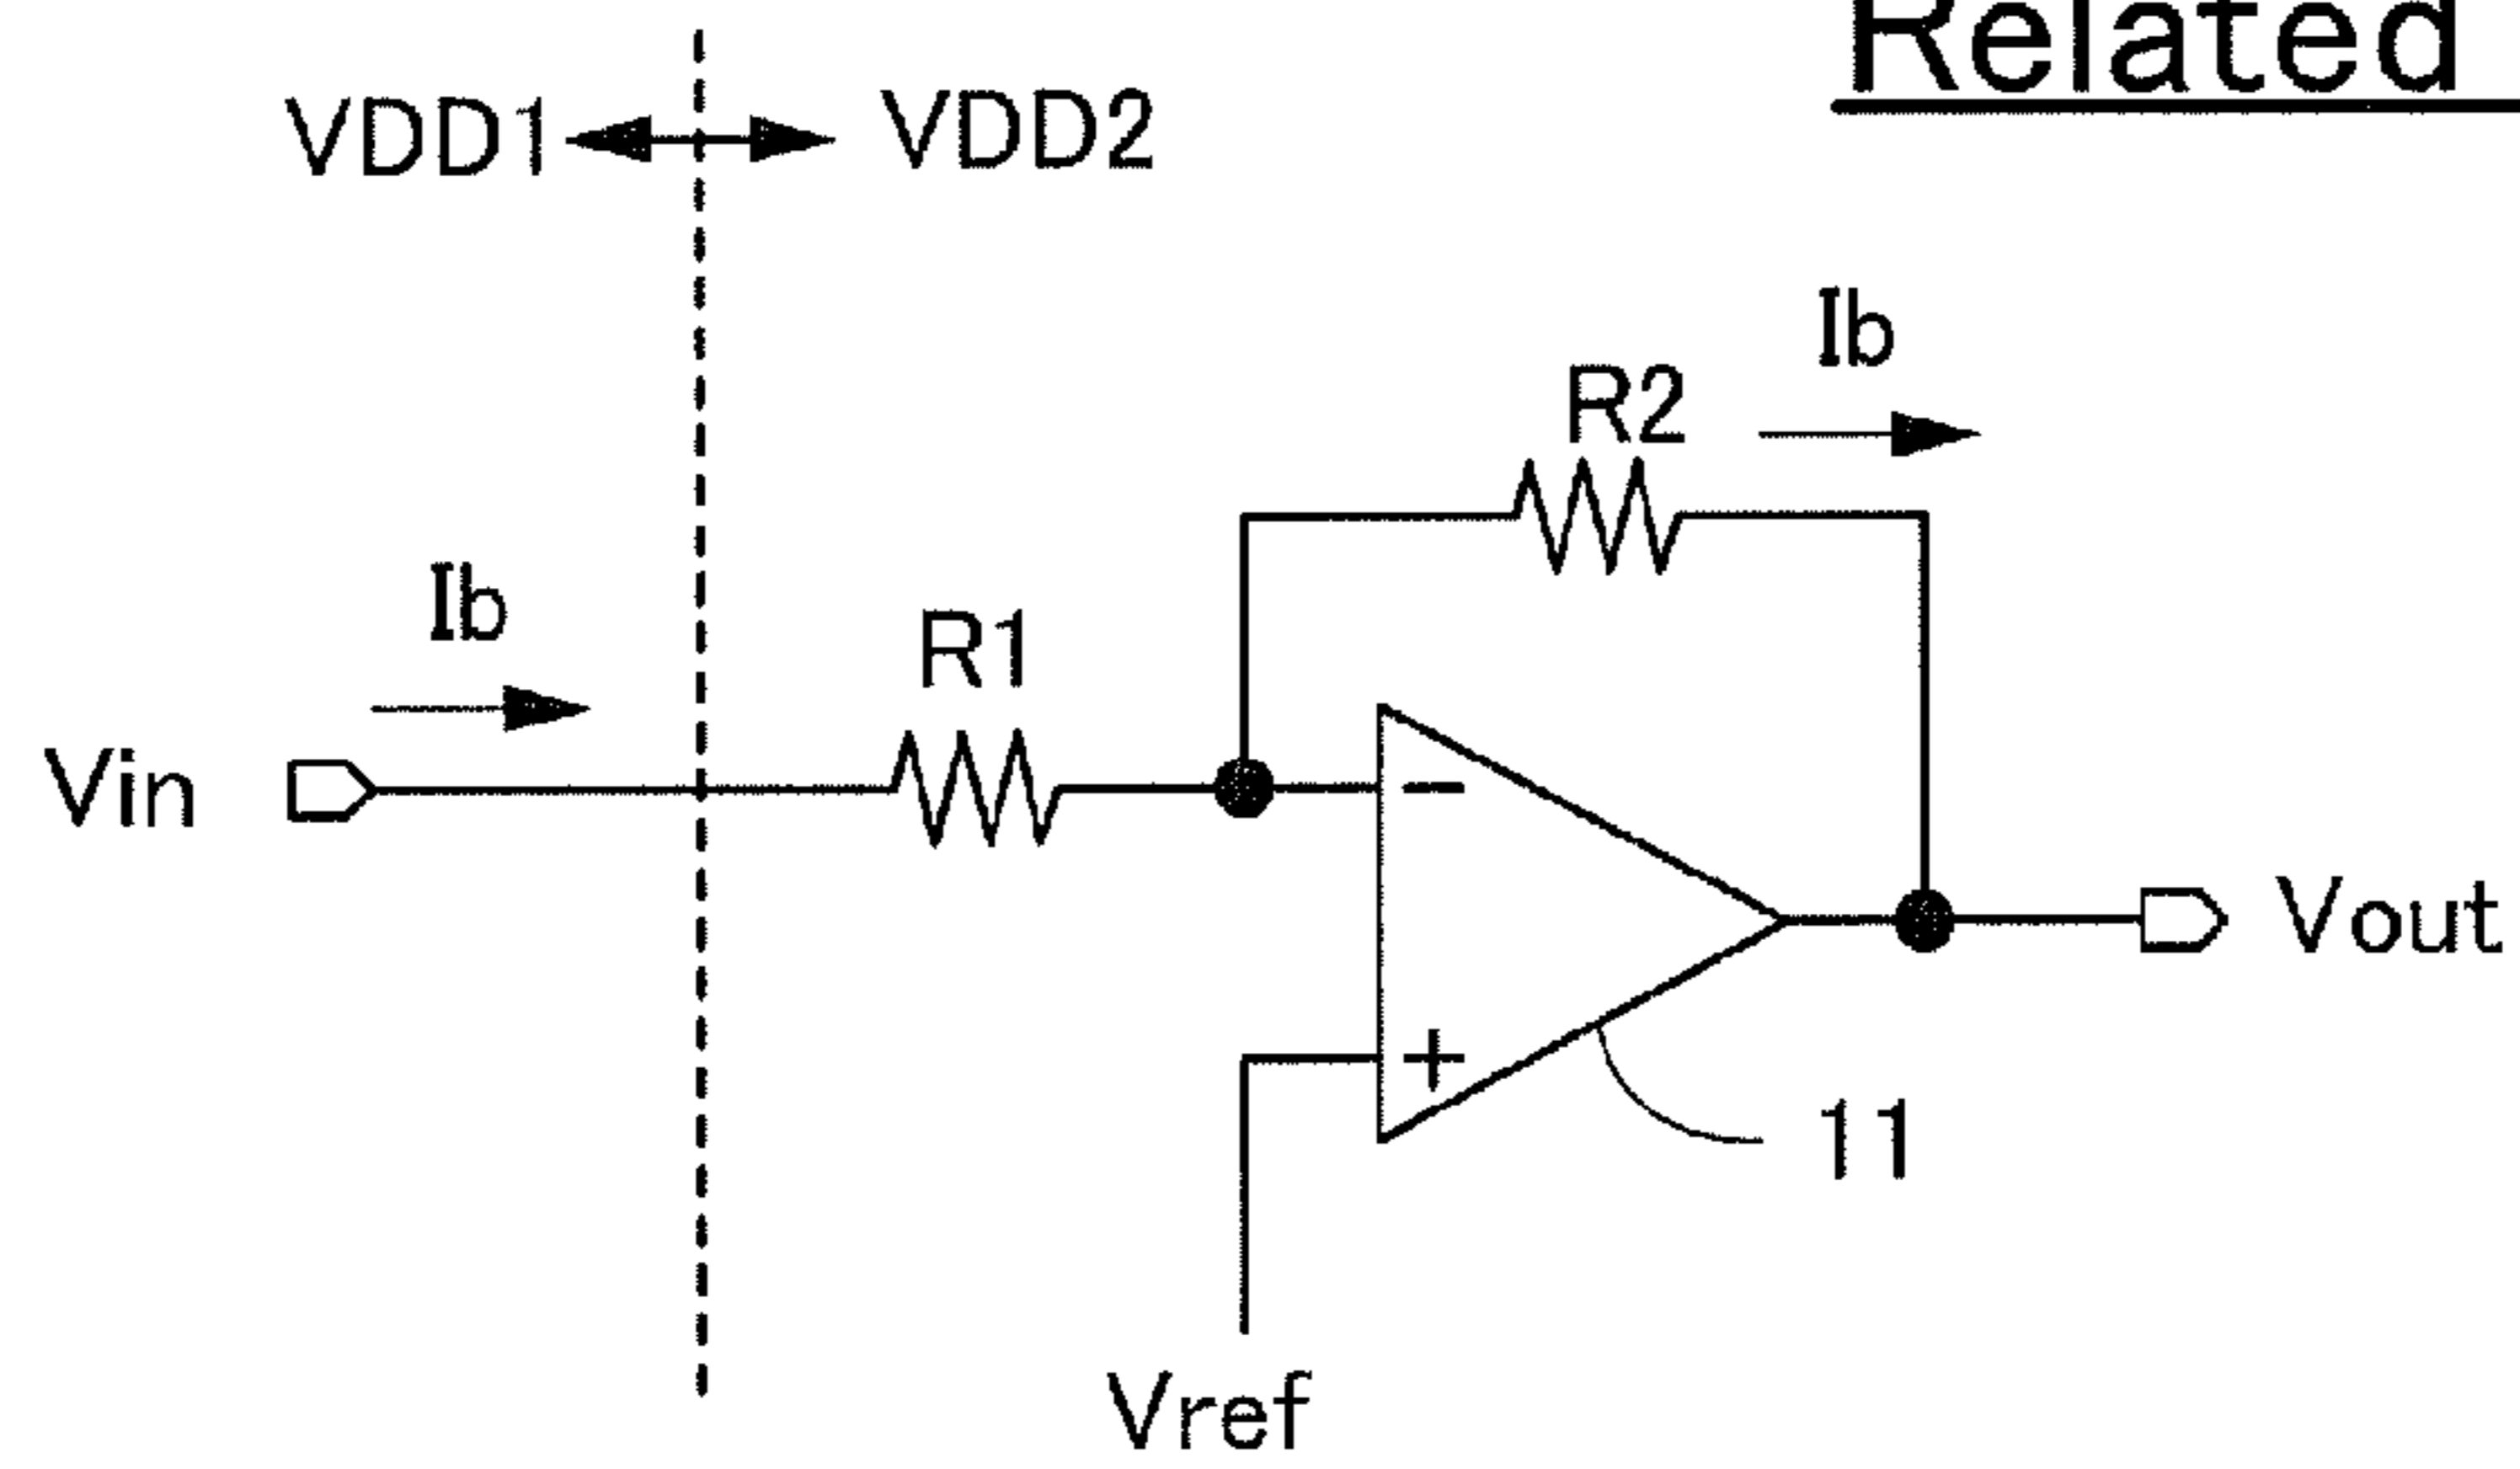 Related
VDD1
VDD2
Ib
R2
Ib
R1
Vin
-
Vout
+
11
Vref